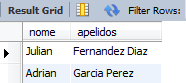 Result Grid Filter Rows:
nome apelidos
Julian Fernandez Diaz
Adrian Garcia Perez